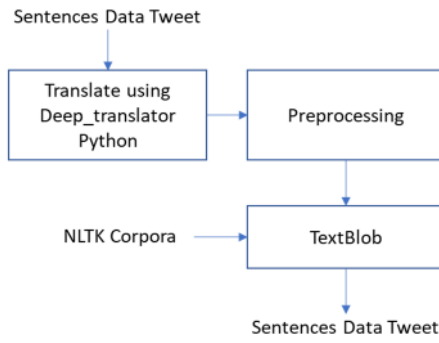 Sentences Data Tweet
Translate using
Deep_translator
Python
Preprocessing
NLTK Corpora
TextBlob
Sentences Data Tweet